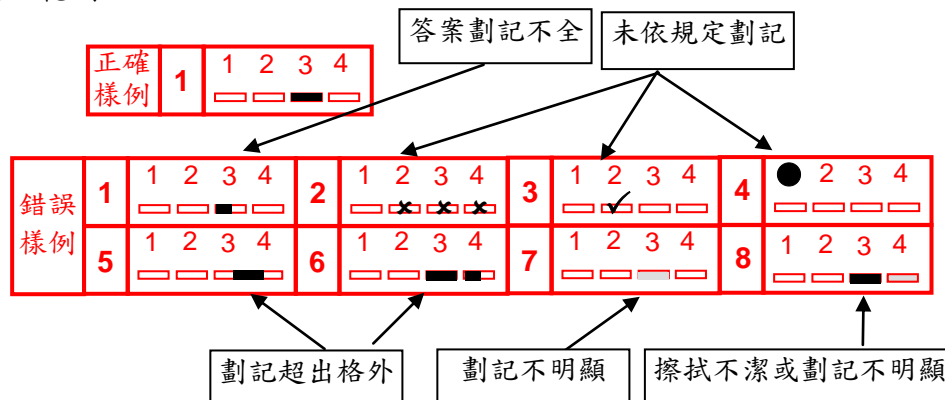 答案劃記不全
未依規定劃記
正確
樣例
1
1 2 3 4
錯誤
樣例
1
1 2 3 4
2
1 2 3 4
3
1 2 3 4
4
2 3 4
5
1 2 3 4
6
1 2 3 4
7
1 2 3 4
8
1 2 3 4
劃記超出格外
劃記不明顯
擦拭不潔或劃記不明顯